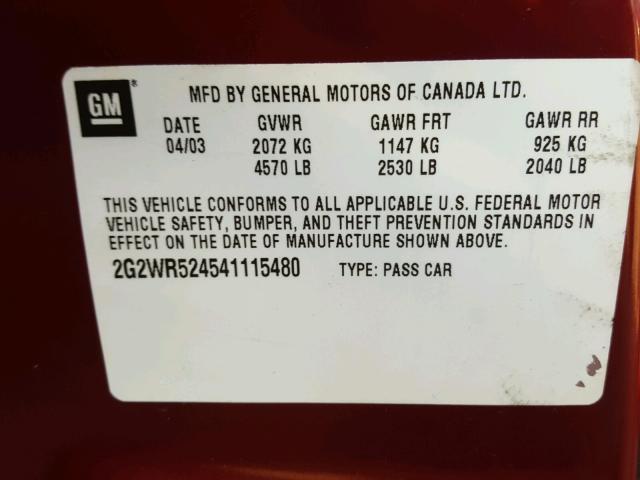 GM®
MFD BY GENERAL MOTORS OF CANADA LTD.
DATE GVWR GAWR FRT GAWR RR
04/03 2072 KG 1147 KG 925 KG
4570 LB 2530 LB 2040 LB
THIS VEHICLE CONFORMS TO ALL APPLICABLE U.S. FEDERAL MOTOR
VEHICLE SAFETY, BUMPER, AND THEFT PREVENTION STANDARDS IN
EFFECT ON THE DATE OF MANUFACTURE SHOWN ABOVE.
2G2WR524541115480 TYPE: PASS CAR